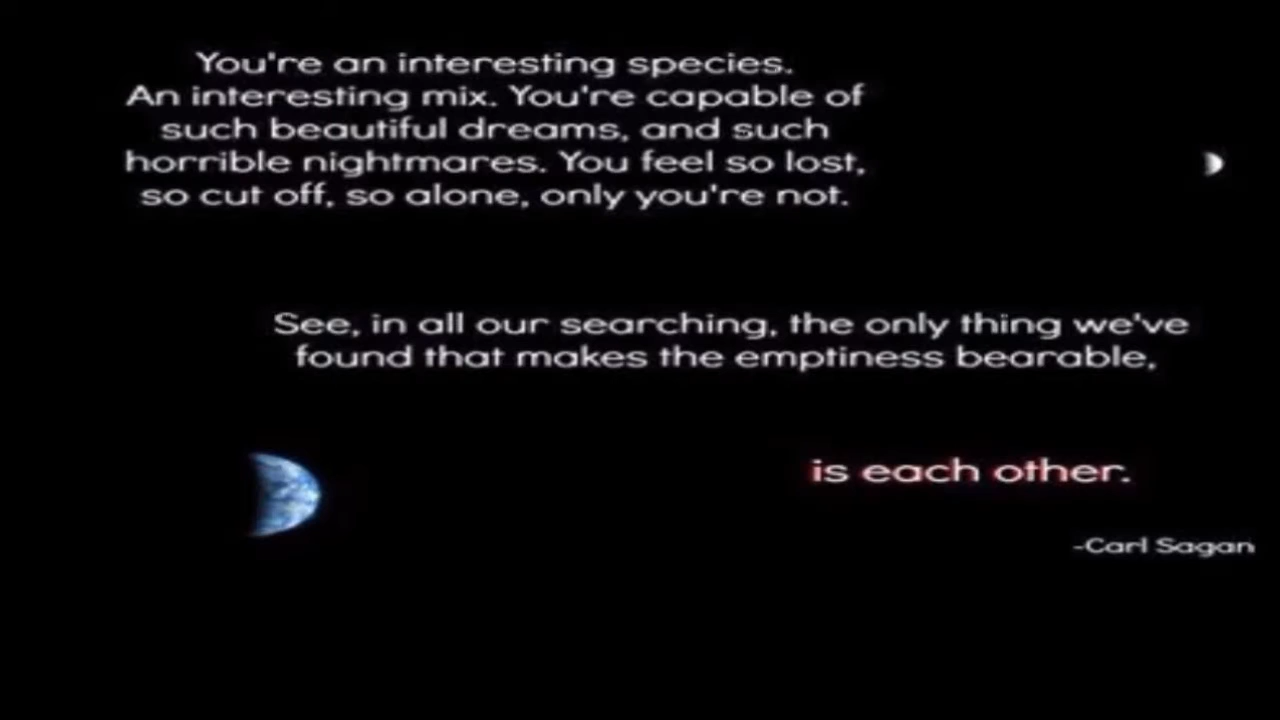 You're an interesting species.
An interesting mix. You're capable of
such beautiful dreams, and such
horrible nightmares. You feel so lost,
so cut off, so alone, only you're not.
See, in all our searching, the only thing we've
found that makes the emptiness bearable,
is each other.
-Carl Sagan